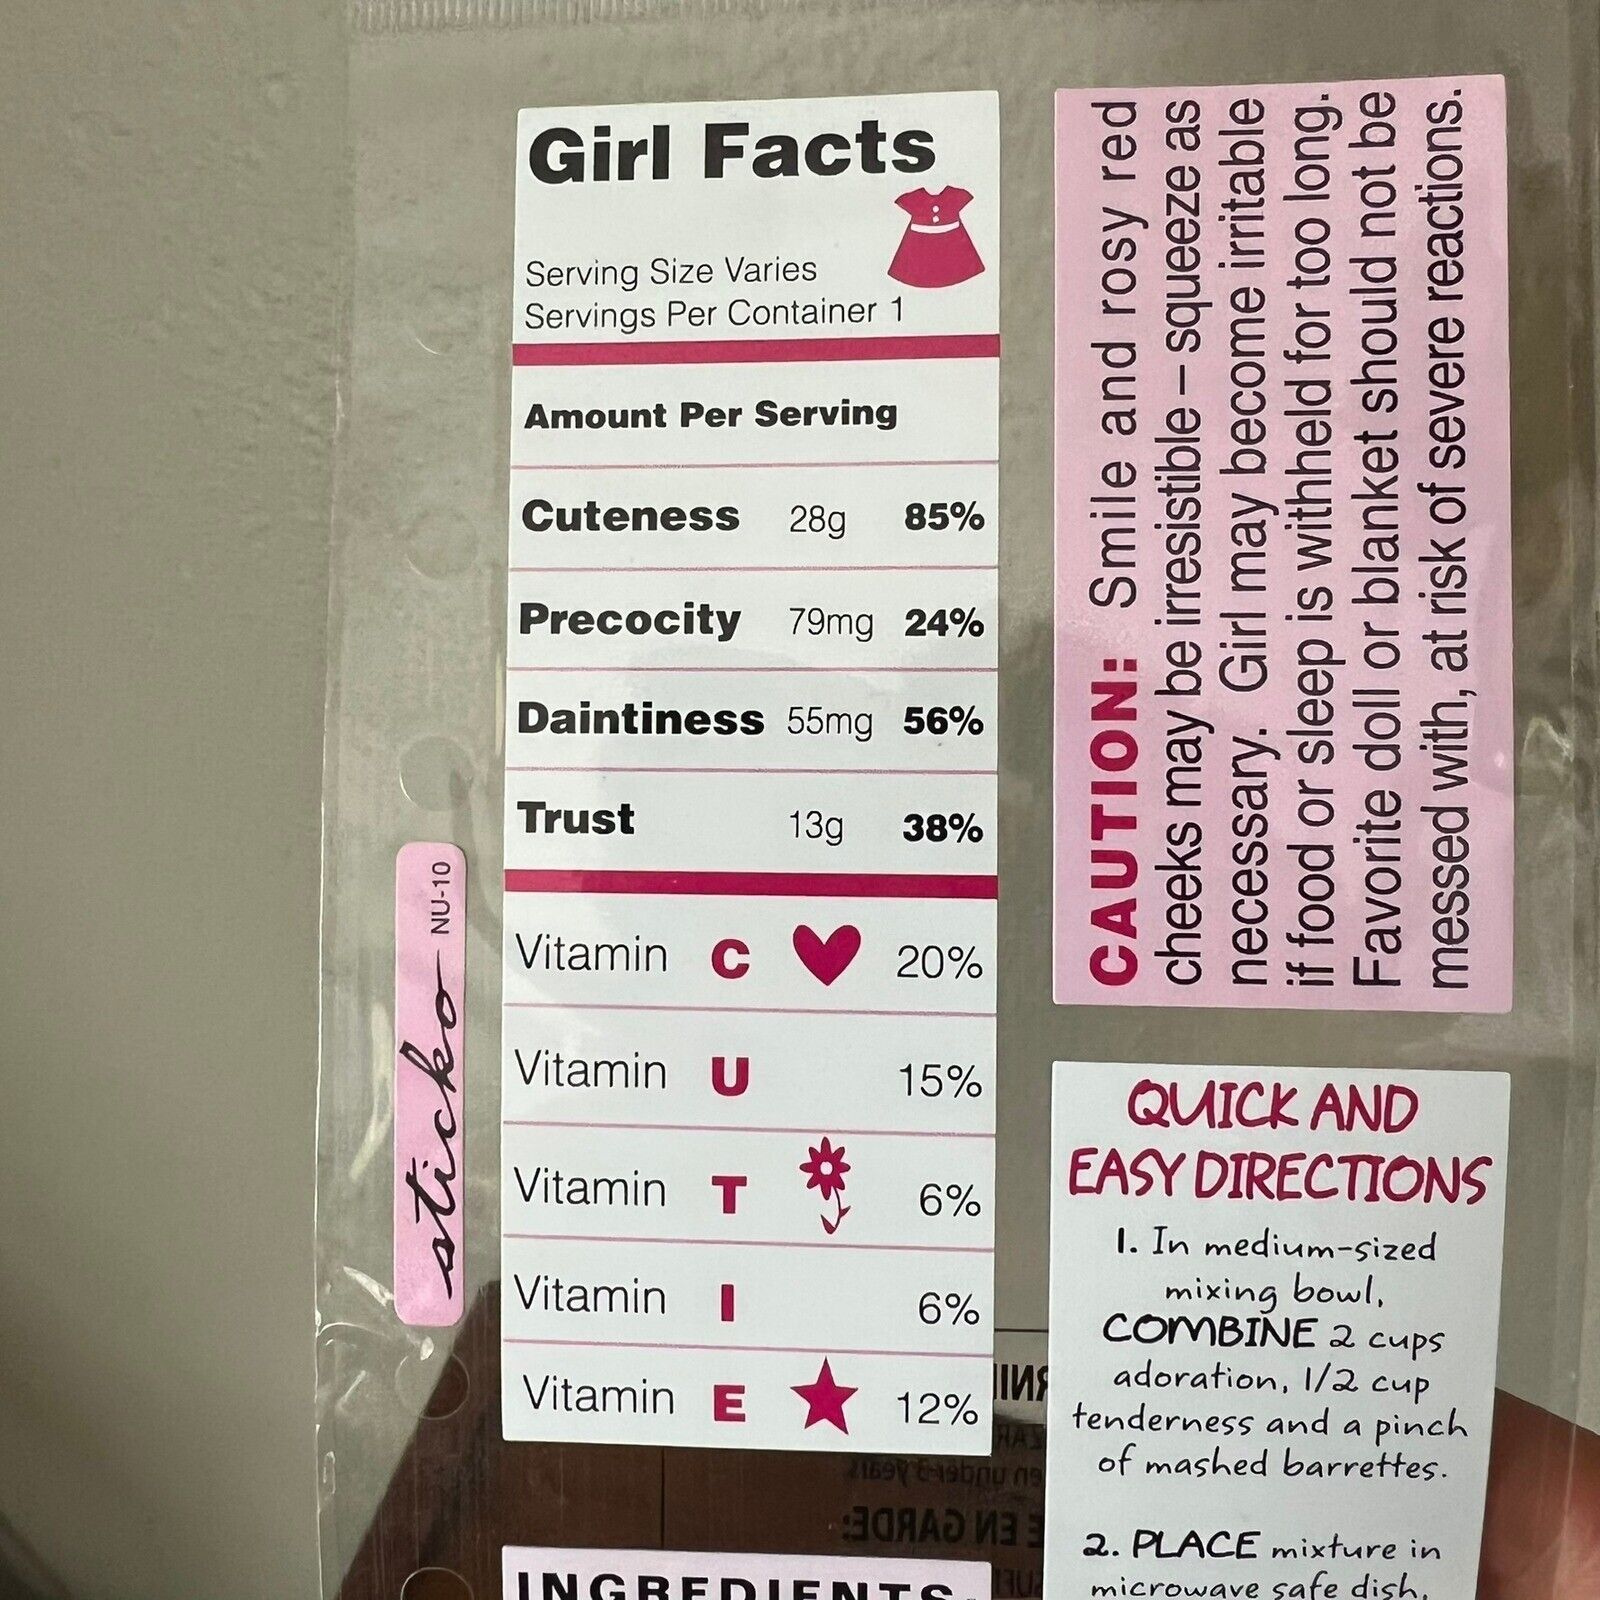 Girl Facts
Serving Size Varies
Servings Per Container 1
Amount Per Serving
Cuteness 28g 85%
Precocity 79mg 24%
Daintiness 55mg 56%
Trust 13g 38%
Vitamin C 20%
Vitamin U 15%
Vitamin T 6%
Vitamin I 6%
Vitamin E 12%
sticko NU-10
CAUTION: Smile and rosy red
cheeks may be irresistible – squeeze as
necessary. Girl may become irritable
if food or sleep is withheld for too long.
Favorite doll or blanket should not be
messed with, at risk of severe reactions.
QUICK AND
EASY DIRECTIONS
1. In medium-sized
mixing bowl,
COMBINE 2 cups
adoration, 1/2 cup
tenderness and a pinch
of mashed barrettes.
2. PLACE mixture in
microwave safe dish,
INGREDIENTS:
under 3 years
EN GARDE: